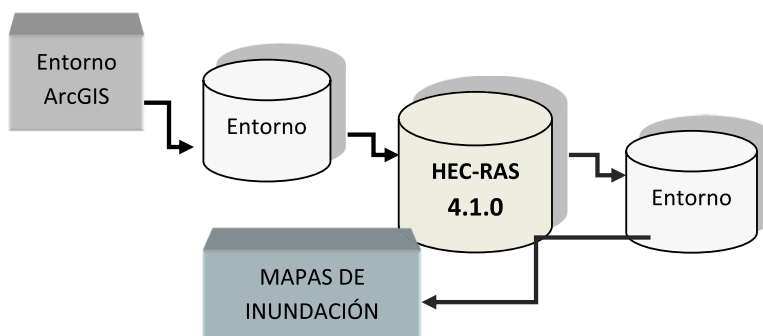 Entorno
ArcGIS
Entorno
HEC-RAS
4.1.0
Entorno
MAPAS DE
INUNDACIÓN